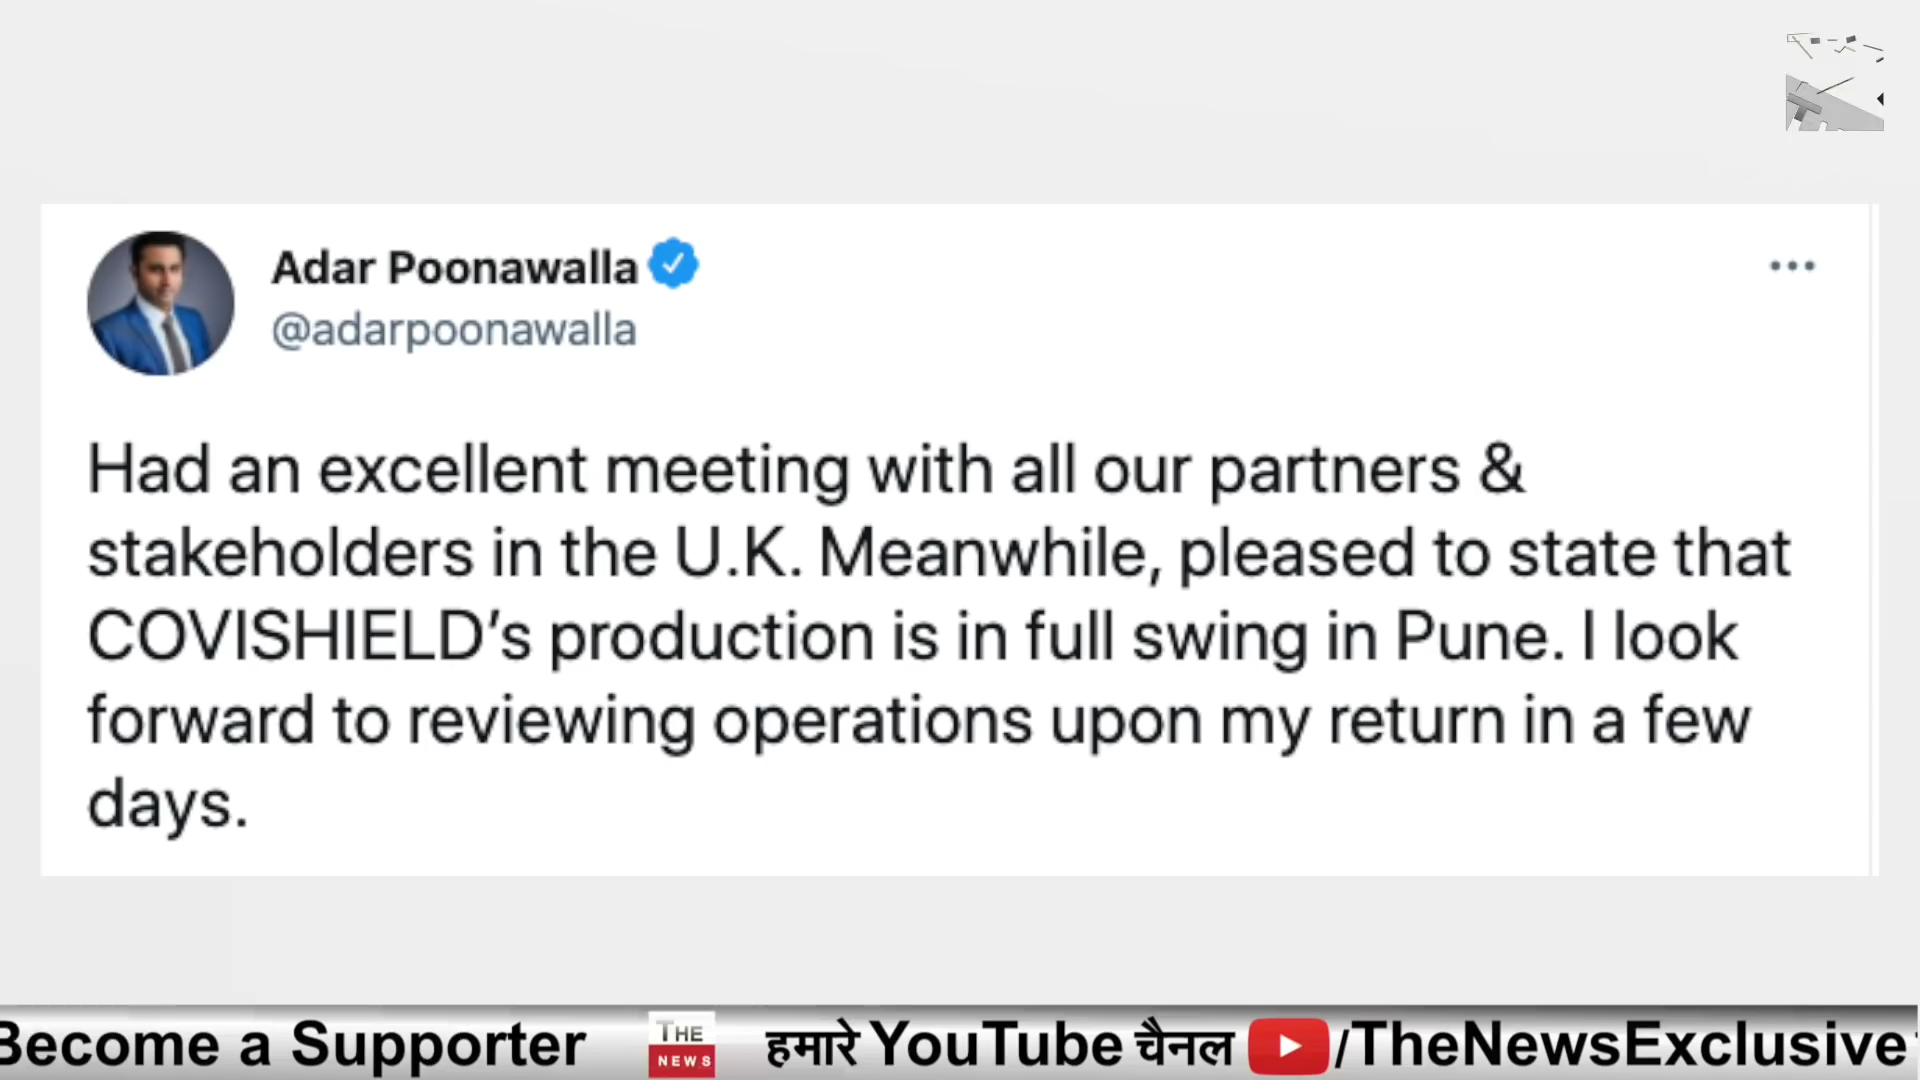 Adar Poonawalla
@adarpoonawalla
Had an excellent meeting with all our partners &
stakeholders in the U.K. Meanwhile, pleased to state that
COVISHIELD’s production is in full swing in Pune. I look
forward to reviewing operations upon my return in a few
days.
Become a Supporter THE NEWS हमारे YouTube चैनल /TheNewsExclusive